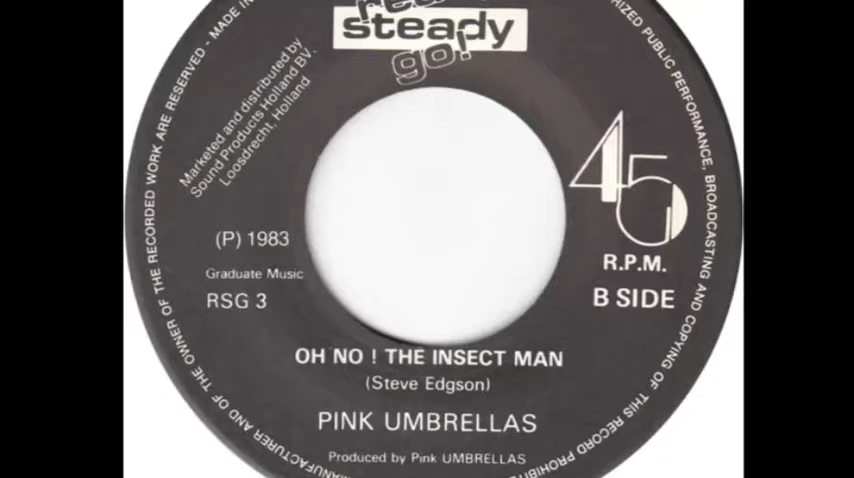 steady
go!
Marketed and distributed by
Sound Products Holland BV.
Loosdrecht, Holland
45
R.P.M.
B SIDE
(P) 1983
Graduate Music
RSG 3
OH NO ! THE INSECT MAN
(Steve Edgson)
PINK UMBRELLAS
Produced by Pink UMBRELLAS
MANUFACTURER AND OF THE OWNER OF THE RECORDED WORK ARE RESERVED - MADE IN
PUBLIC PERFORMANCE, BROADCASTING AND COPYING OF THIS RECORD